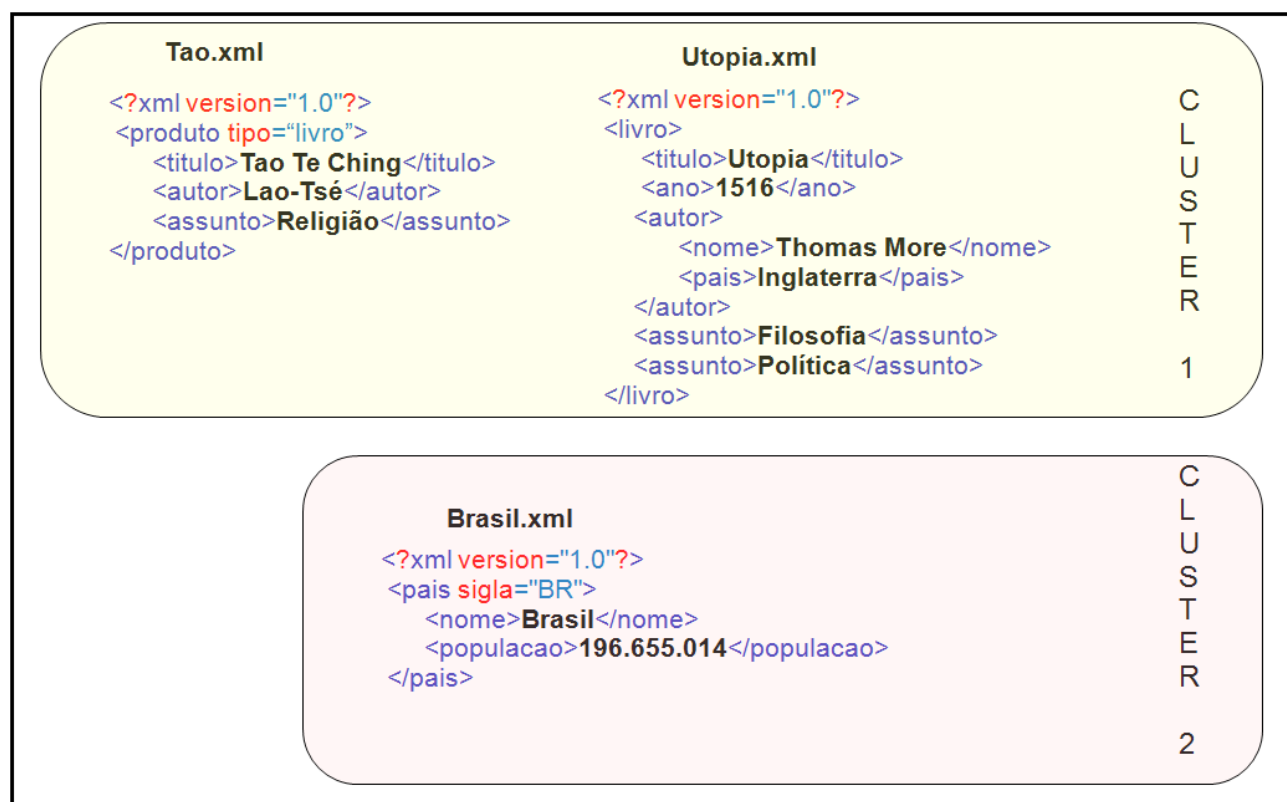 Tao.xml
<?xml version="1.0"?>
<produto tipo=“livro”>
<titulo>Tao Te Ching</titulo>
<autor>Lao-Tsé</autor>
<assunto>Religião</assunto>
</produto>
Utopia.xml
<?xml version="1.0"?>
<livro>
<titulo>Utopia</titulo>
<ano>1516</ano>
<autor>
<nome>Thomas More</nome>
<pais>Inglaterra</pais>
</autor>
<assunto>Filosofia</assunto>
<assunto>Política</assunto>
</livro>
CLUSTER 1
Brasil.xml
<?xml version="1.0"?>
<pais sigla="BR">
<nome>Brasil</nome>
<populacao>196.655.014</populacao>
</pais>
CLUSTER 2